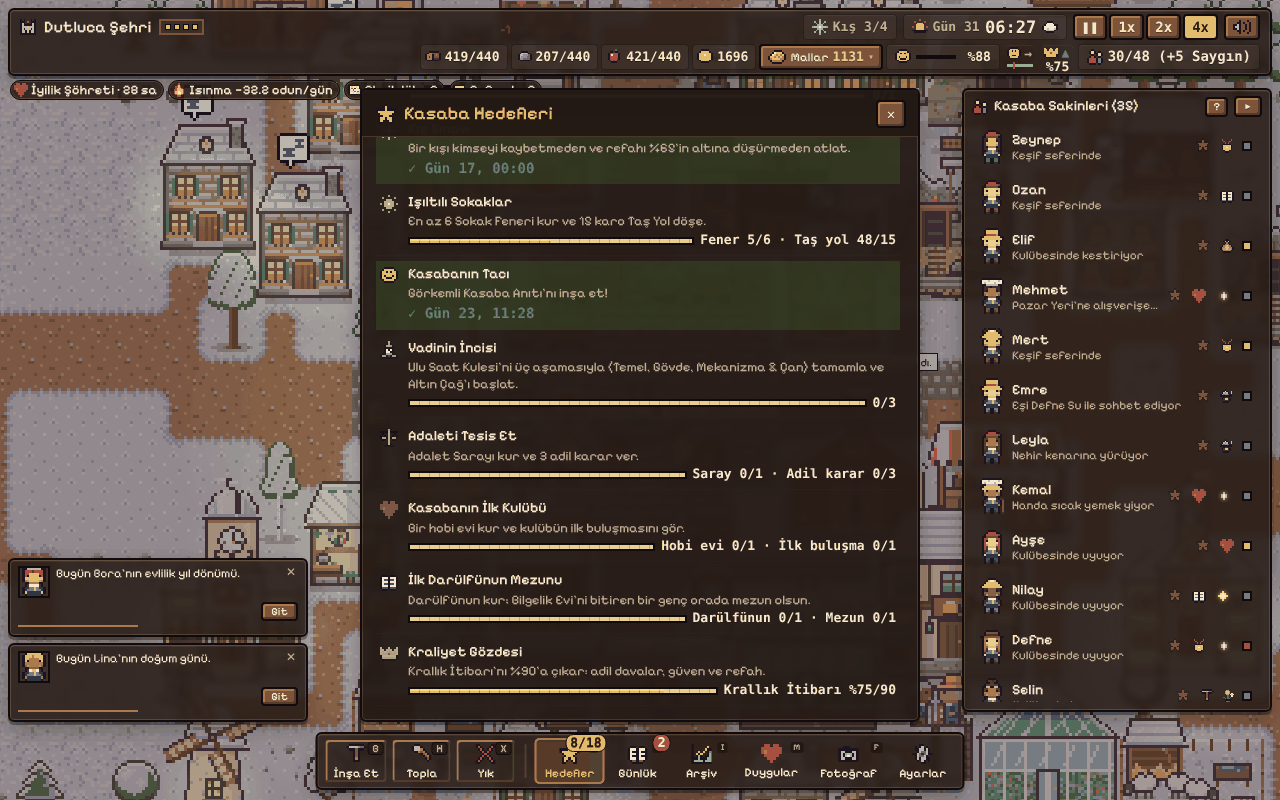 Dutluca Şehri
Kış 3/4
Gün 31 06:27
1x
2x
4x
-1
419/440
207/440
421/440
1696
Mallar 1131
%88
%75
30/48 (+5 Saygın)
İyilik Şöhreti · 28 sa
Isınma -38.8 odun/gün
Kasaba Hedefleri
×
Bir kişi kimseyi kaybetmeden ve refahı %65'in altına düşürmeden atlat.
✓ Gün 17, 00:00
Işıltılı Sokaklar
En az 6 Sokak Feneri kur ve 15 karo Taş Yol döşe.
Fener 5/6 · Taş yol 48/15
Kasabanın Tacı
Görkemli Kasaba Anıtı'nı inşa et!
✓ Gün 23, 11:28
Vadinin İncisi
Ulu Saat Kulesi'ni üç aşamasıyla (Temel, Gövde, Mekanizma & Çan) tamamla ve
Altın Çağ'ı başlat.
0/3
Adaleti Tesis Et
Adalet Sarayı kur ve 3 adil karar ver.
Saray 0/1 · Adil karar 0/3
Kasabanın İlk Kulübü
Bir hobi evi kur ve kulübün ilk buluşmasını gör.
Hobi evi 0/1 · İlk buluşma 0/1
İlk Darülfünun Mezunu
Darülfünun kur; Bilgelik Evi'ni bitiren bir genç orada mezun olsun.
Darülfünun 0/1 · Mezun 0/1
Kraliyet Gözdesi
Krallık İtibarı'nı %90'a çıkar: adil davalar, güven ve refah.
Krallık İtibarı %75/90
Kasaba Sakinleri (35)
?
Zeynep
Keşif seferinde
Ozan
Keşif seferinde
Elif
Kulübesinde kestiriyor
Mehmet
Pazar Yeri'ne alışverişe...
Mert
Keşif seferinde
Emre
Eşi Defne Su ile sohbet ediyor
Leyla
Nehir kenarına yürüyor
Kemal
Handa sıcak yemek yiyor
Ayşe
Kulübesinde uyuyor
Nilay
Kulübesinde uyuyor
Defne
Kulübesinde uyuyor
Selin
dı.
Bugün Bora'nın evlilik yıl dönümü.
×
Git
Bugün Lina'nın doğum günü.
×
Git
İnşa Et
B
Topla
H
Yık
X
Hedefler
8/18
Günlük
2
Arşiv
I
Duygular
M
Fotoğraf
F
Ayarlar